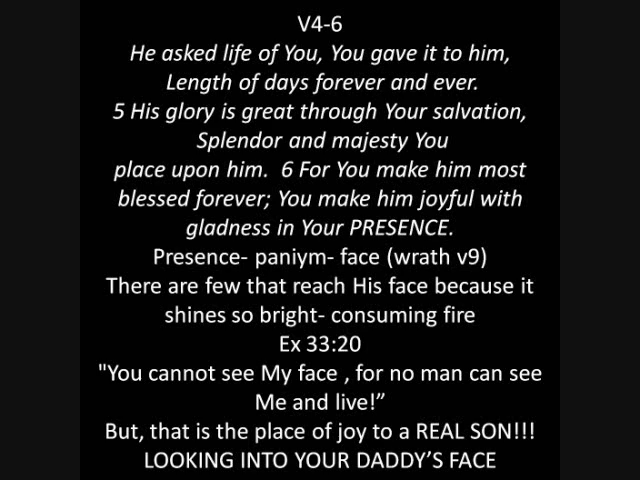 V4-6
He asked life of You, You gave it to him,
Length of days forever and ever.
5 His glory is great through Your salvation,
Splendor and majesty You
place upon him.  6 For You make him most
blessed forever; You make him joyful with
gladness in Your PRESENCE.
Presence- paniym- face (wrath v9)
There are few that reach His face because it
shines so bright- consuming fire
Ex 33:20
"You cannot see My face , for no man can see
Me and live!”
But, that is the place of joy to a REAL SON!!!
LOOKING INTO YOUR DADDY’S FACE